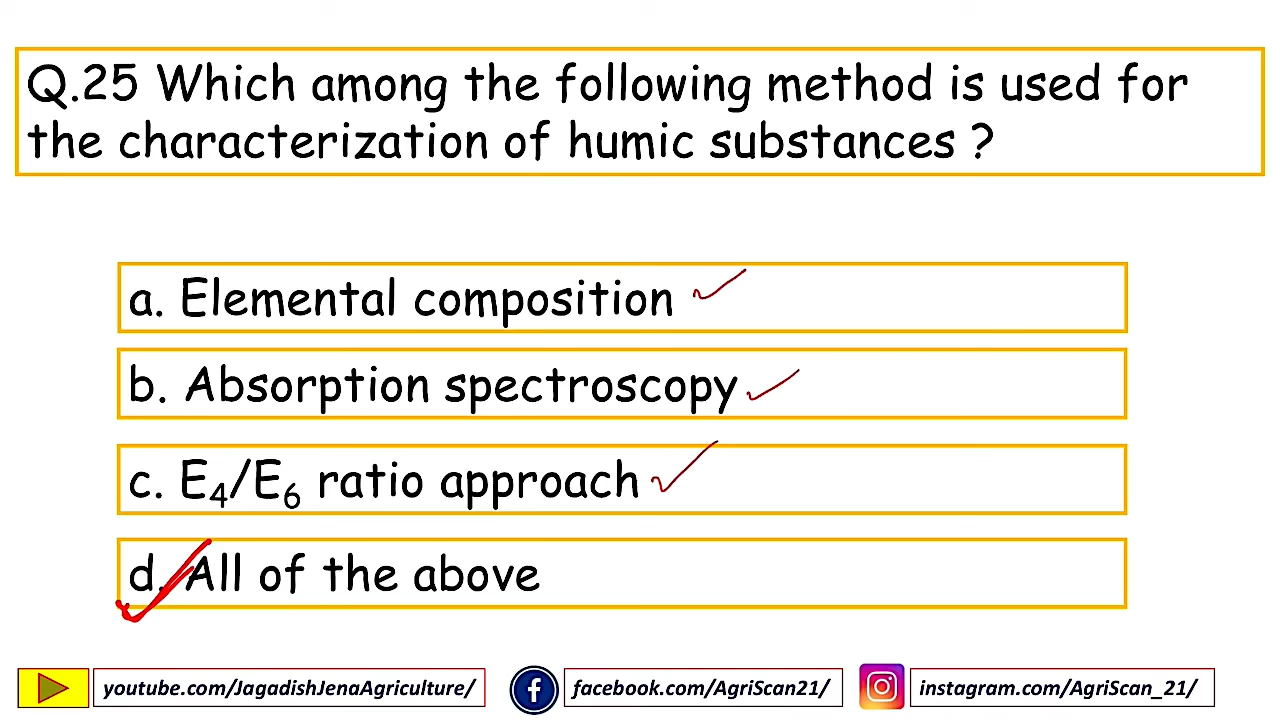 Q.25 Which among the following method is used for
the characterization of humic substances ?
a. Elemental composition
b. Absorption spectroscopy
c. E₄/E₆ ratio approach
d. All of the above
youtube.com/JagadishJenaAgriculture/
facebook.com/AgriScan21/
instagram.com/AgriScan_21/